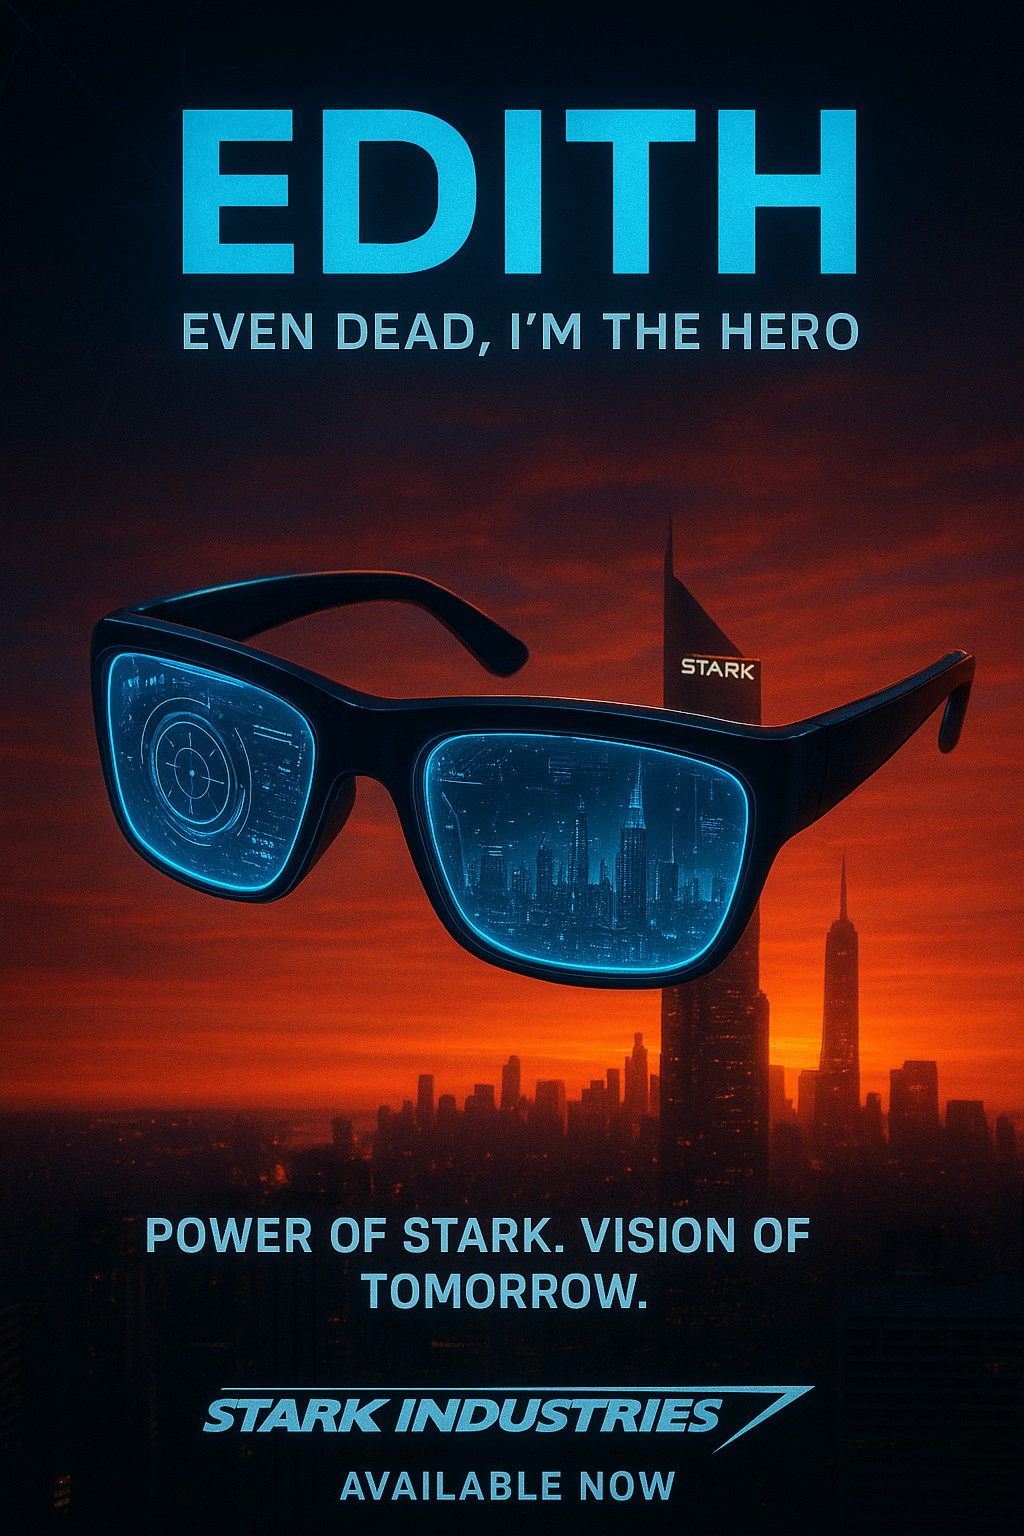 EDITH
EVEN DEAD, I'M THE HERO
STARK
POWER OF STARK. VISION OF
TOMORROW.
STARK INDUSTRIES
AVAILABLE NOW